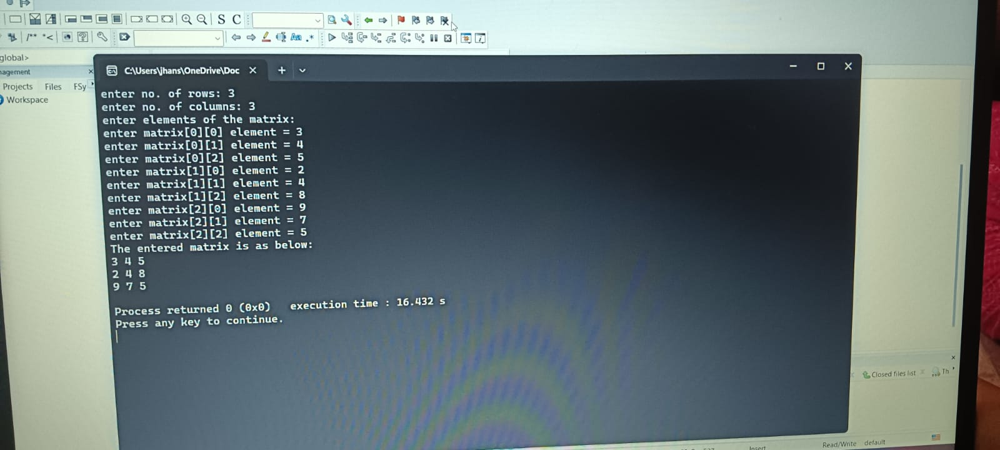 S C
/** *<
Aa .*
global>
nagement
Projects Files FSy
Workspace
C:\Users\jhans\OneDrive\Doc
enter no. of rows: 3
enter no. of columns: 3
enter elements of the matrix:
enter matrix[0][0] element = 3
enter matrix[0][1] element = 4
enter matrix[0][2] element = 5
enter matrix[1][0] element = 2
enter matrix[1][1] element = 4
enter matrix[1][2] element = 8
enter matrix[2][0] element = 9
enter matrix[2][1] element = 7
enter matrix[2][2] element = 5
The entered matrix is as below:
3 4 5
2 4 8
9 7 5
Process returned 0 (0x0) execution time : 16.432 s
Press any key to continue.
Closed files list Th
Insert Read/Write default